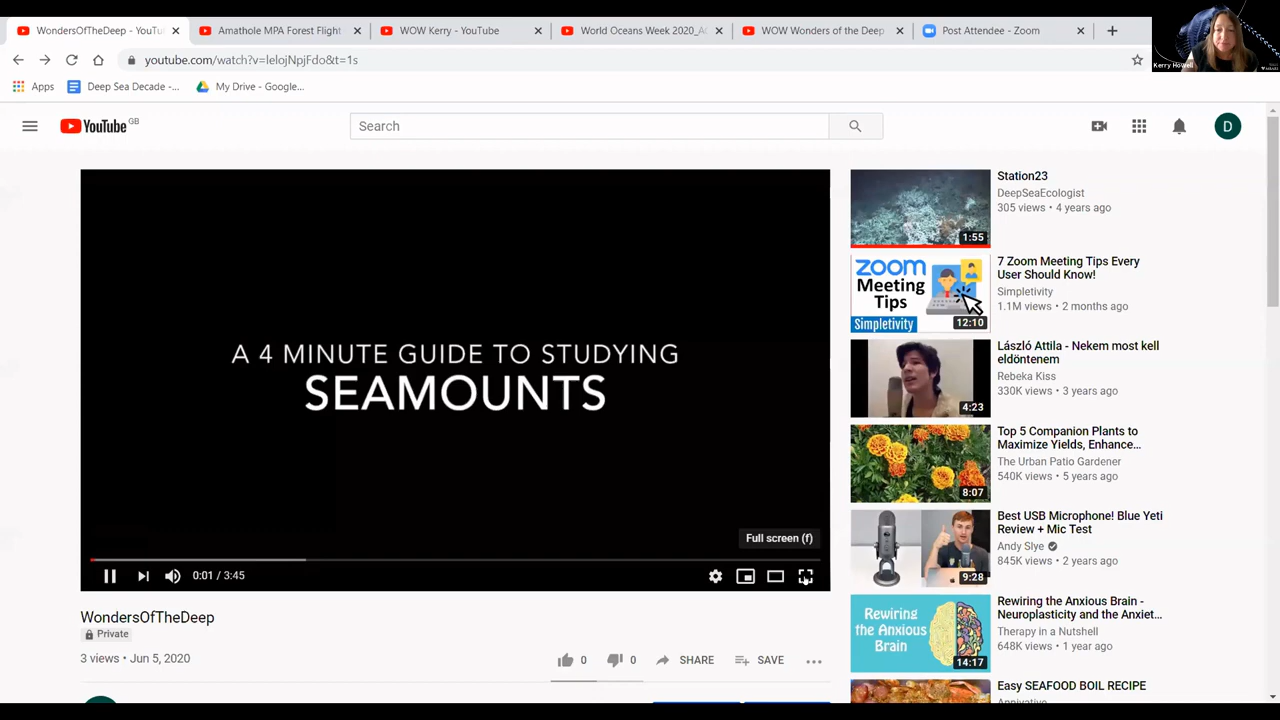 WondersOfTheDeep - YouTu
Amathole MPA Forest Flight
WOW Kerry - YouTube
World Oceans Week 2020_A
WOW Wonders of the Deep
Post Attendee - Zoom
Kerry Howell
youtube.com/watch?v=lelojNpjFdo&t=1s
Apps
Deep Sea Decade -...
My Drive - Google...
YouTube GB
Search
D
A 4 MINUTE GUIDE TO STUDYING
SEAMOUNTS
Full screen (f)
0:01 / 3:45
WondersOfTheDeep
Private
3 views • Jun 5, 2020
0
0
SHARE
SAVE
Station23
DeepSeaEcologist
305 views • 4 years ago
1:55
zoom
Meeting
Tips
Simpletivity
12:10
7 Zoom Meeting Tips Every
User Should Know!
Simpletivity
1.1M views • 2 months ago
4:23
László Attila - Nekem most kell
eldöntenem
Rebeka Kiss
330K views • 3 years ago
8:07
Top 5 Companion Plants to
Maximize Yields, Enhance...
The Urban Patio Gardener
540K views • 5 years ago
9:28
Best USB Microphone! Blue Yeti
Review + Mic Test
Andy Slye
845K views • 2 years ago
Rewiring
the Anxious
Brain
14:17
Rewiring the Anxious Brain -
Neuroplasticity and the Anxiet...
Therapy in a Nutshell
648K views • 1 year ago
Easy SEAFOOD BOIL RECIPE